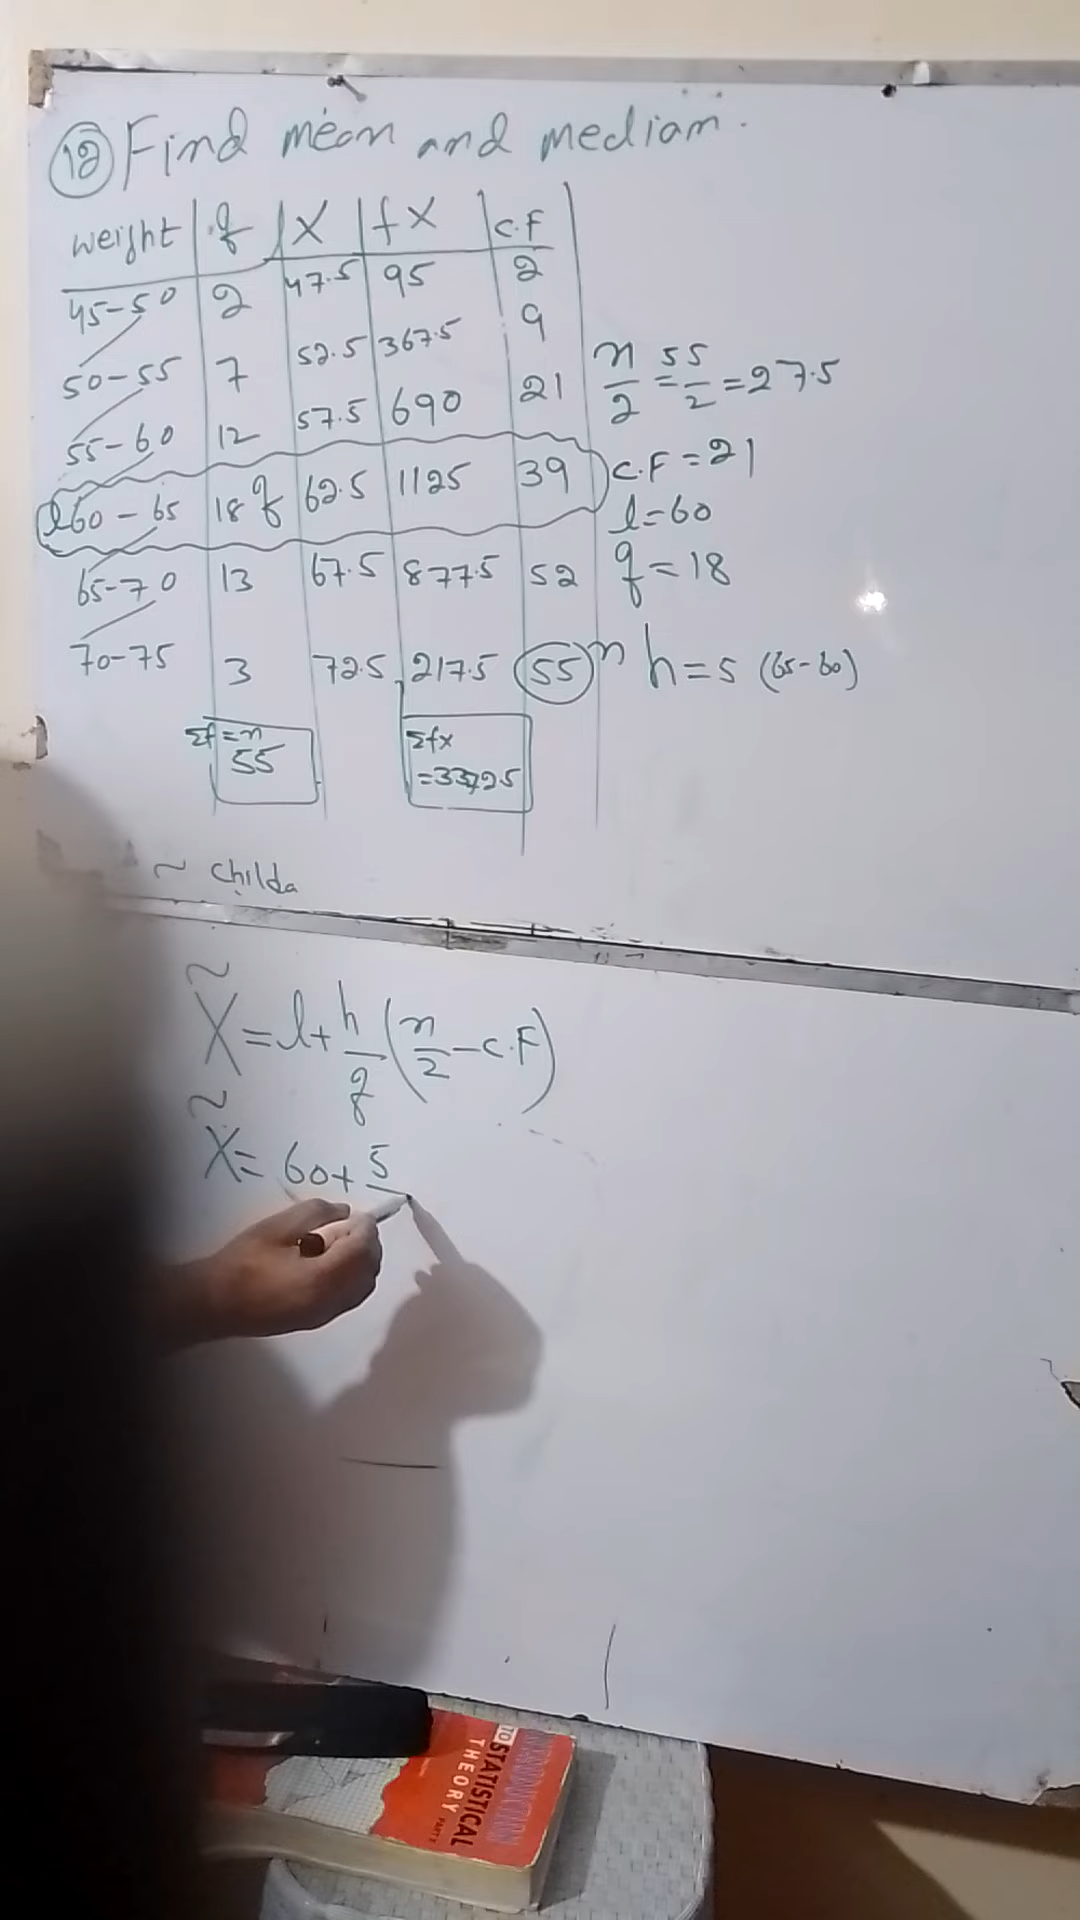 12 Find mean and median.
weight f X fX C.F
45-50 2 47.5 95 2
50-55 7 52.5 367.5 9
55-60 12 57.5 690 21
l 60-65 18 f 62.5 1125 39
65-70 13 67.5 877.5 52
70-75 3 72.5 217.5 55 n
Σf=n
55
Σfx
n/2 = 55/2 = 27.5
C.F = 21
l = 60
f = 18
h = 5 (65-60)
~ Childa
X̃ = l + h/f (n/2 - C.F)
X̃ = 60 + 5
TO STATISTICAL
THEORY PART 1